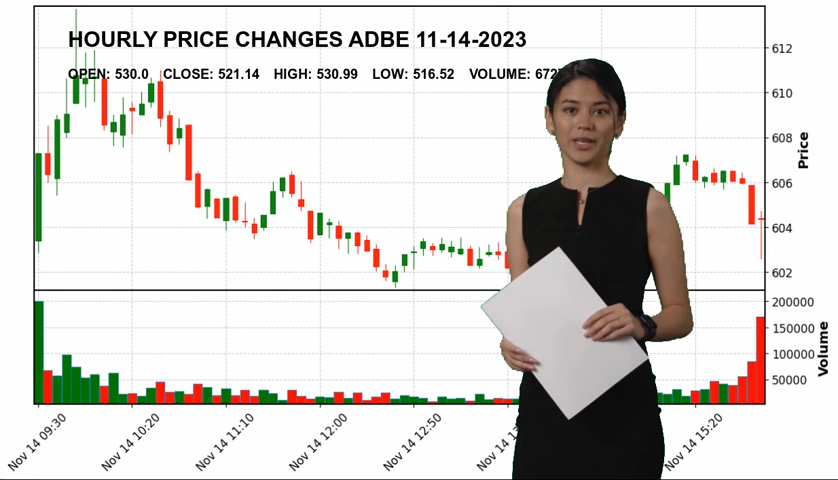 HOURLY PRICE CHANGES ADBE 11-14-2023
OPEN: 530.0 CLOSE: 521.14 HIGH: 530.99 LOW: 516.52 VOLUME:
612
610
608
606
604
602
Price
200000
150000
100000
50000
Volume
Nov 14 09:30
Nov 14 10:20
Nov 14 11:10
Nov 14 12:00
Nov 14 12:50
Nov 14
Nov 14 15:20